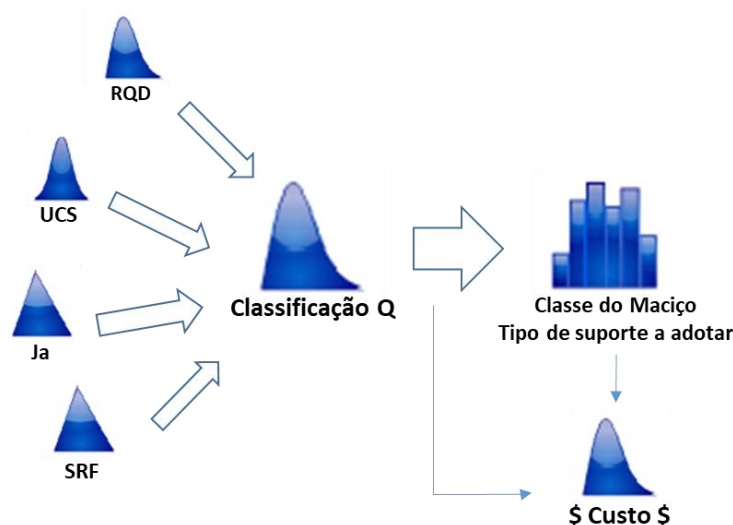 RQD
UCS
Ja
SRF
Classificação Q
Classe do Maciço
Tipo de suporte a adotar
$ Custo $